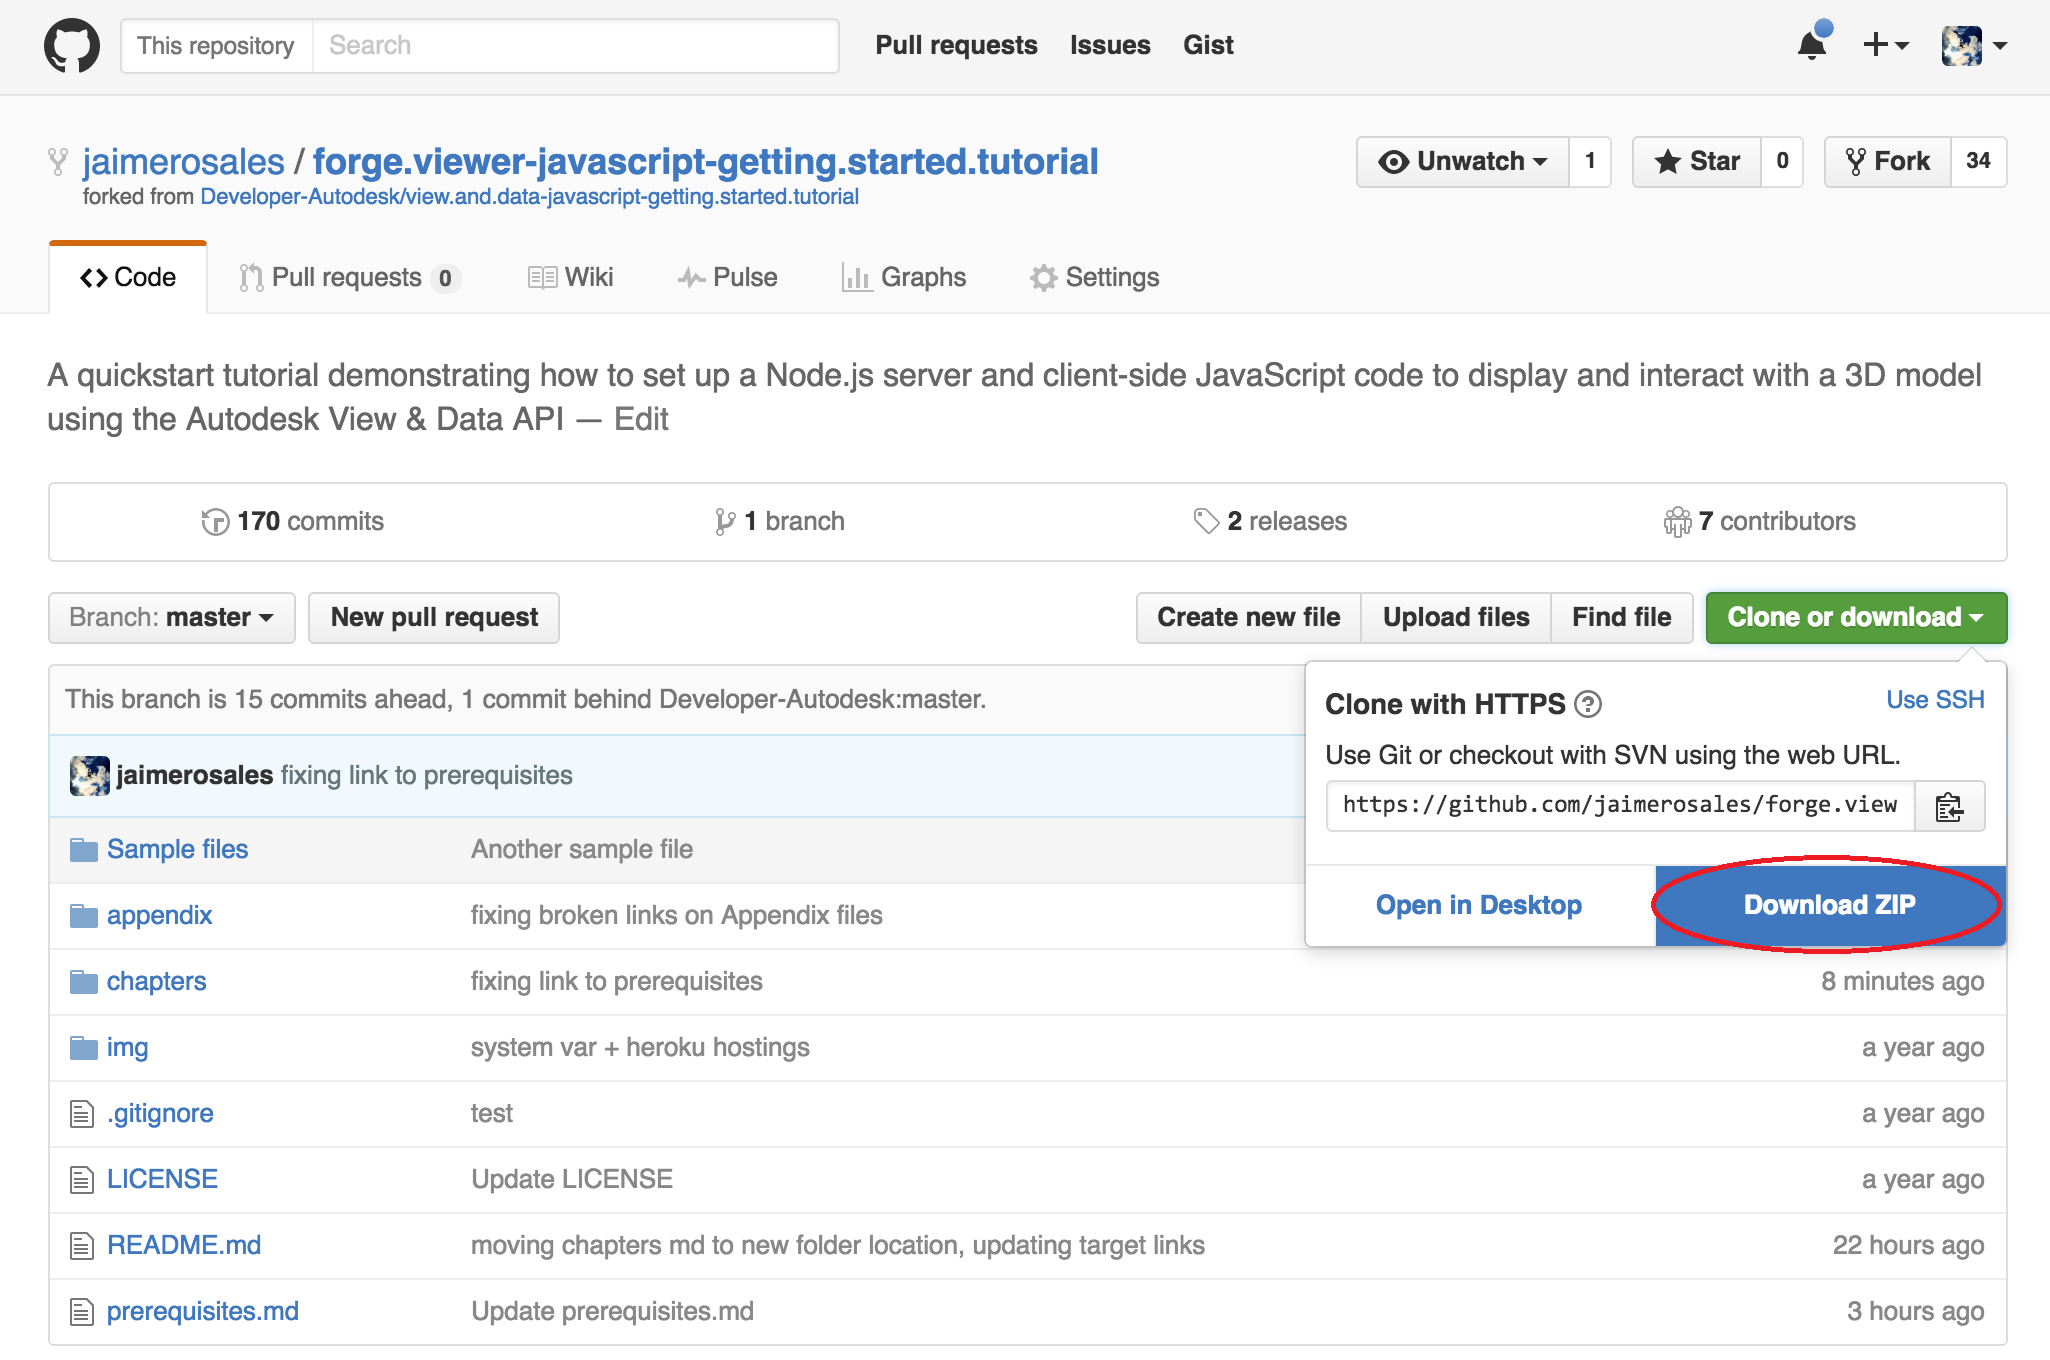 This repository Search Pull requests Issues Gist
jaimerosales / forge.viewer-javascript-getting.started.tutorial
Unwatch 1 Star 0 Fork 34
forked from Developer-Autodesk/view.and.data-javascript-getting.started.tutorial
Code Pull requests 0 Wiki Pulse Graphs Settings
A quickstart tutorial demonstrating how to set up a Node.js server and client-side JavaScript code to display and interact with a 3D model
using the Autodesk View & Data API — Edit
170 commits 1 branch 2 releases 7 contributors
Branch: master New pull request Create new file Upload files Find file Clone or download
This branch is 15 commits ahead, 1 commit behind Developer-Autodesk:master.
Clone with HTTPS ? Use SSH
Use Git or checkout with SVN using the web URL.
https://github.com/jaimerosales/forge.view
Open in Desktop Download ZIP
jaimerosales fixing link to prerequisites
Sample files Another sample file
appendix fixing broken links on Appendix files
chapters fixing link to prerequisites 8 minutes ago
img system var + heroku hostings a year ago
.gitignore test a year ago
LICENSE Update LICENSE a year ago
README.md moving chapters md to new folder location, updating target links 22 hours ago
prerequisites.md Update prerequisites.md 3 hours ago